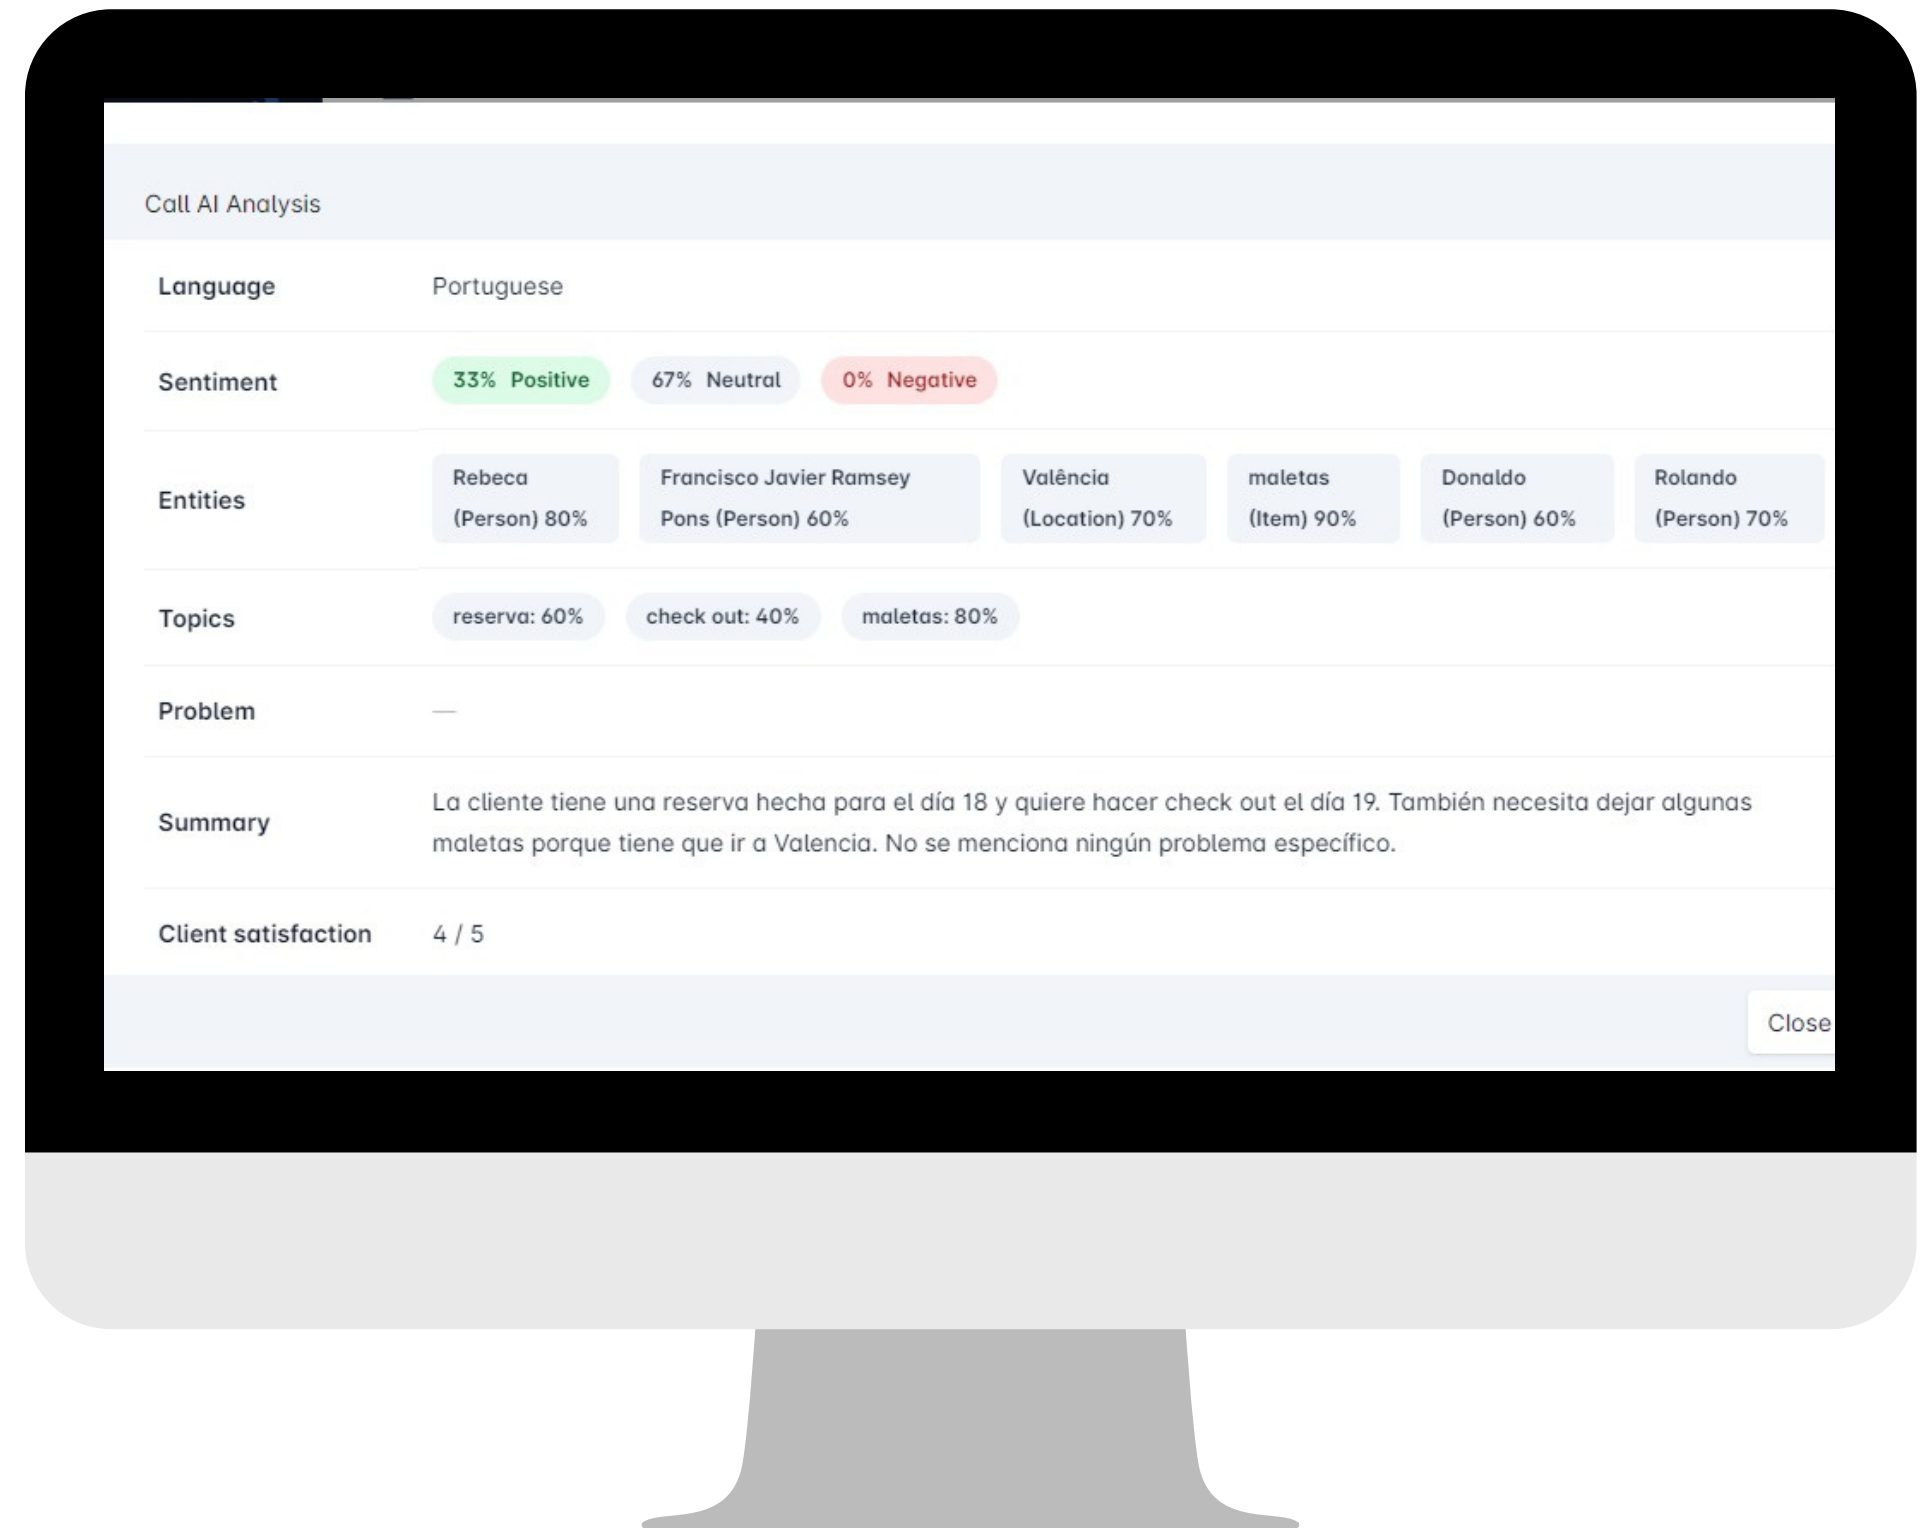 Call AI Analysis
Language
Portuguese
Sentiment
33% Positive
67% Neutral
0% Negative
Entities
Rebeca
(Person) 80%
Francisco Javier Ramsey
Pons (Person) 60%
Valência
(Location) 70%
maletas
(Item) 90%
Donaldo
(Person) 60%
Rolando
(Person) 70%
Topics
reserva: 60%
check out: 40%
maletas: 80%
Problem
—
Summary
La cliente tiene una reserva hecha para el día 18 y quiere hacer check out el día 19. También necesita dejar algunas
maletas porque tiene que ir a Valencia. No se menciona ningún problema específico.
Client satisfaction
4 / 5
Close